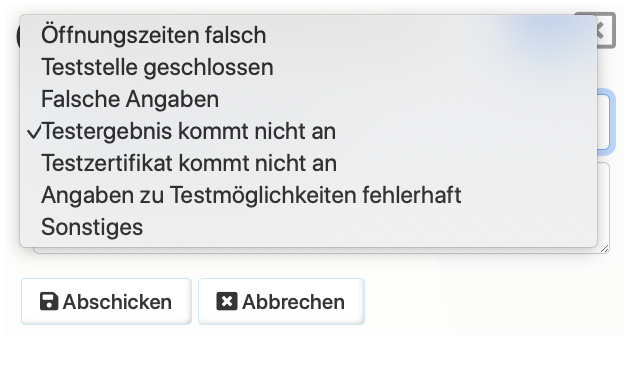 Öffnungszeiten falsch
Teststelle geschlossen
Falsche Angaben
✓Testergebnis kommt nicht an
Testzertifikat kommt nicht an
Angaben zu Testmöglichkeiten fehlerhaft
Sonstiges
Abschicken Abbrechen